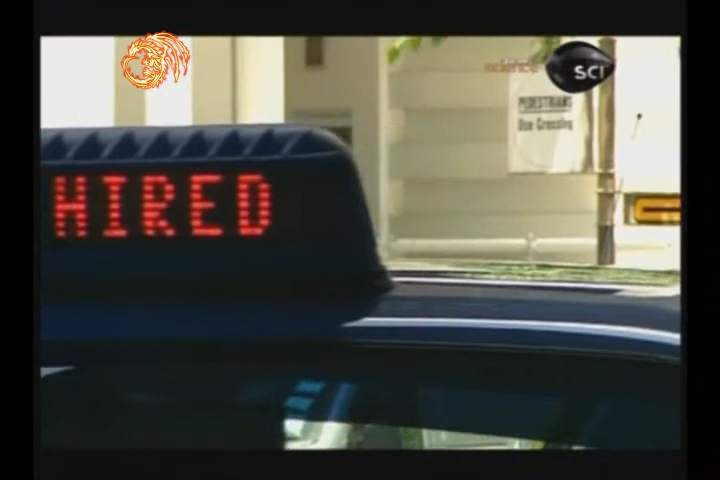 science
SCI
PEDESTRIANS
Use Crossing
HIRED